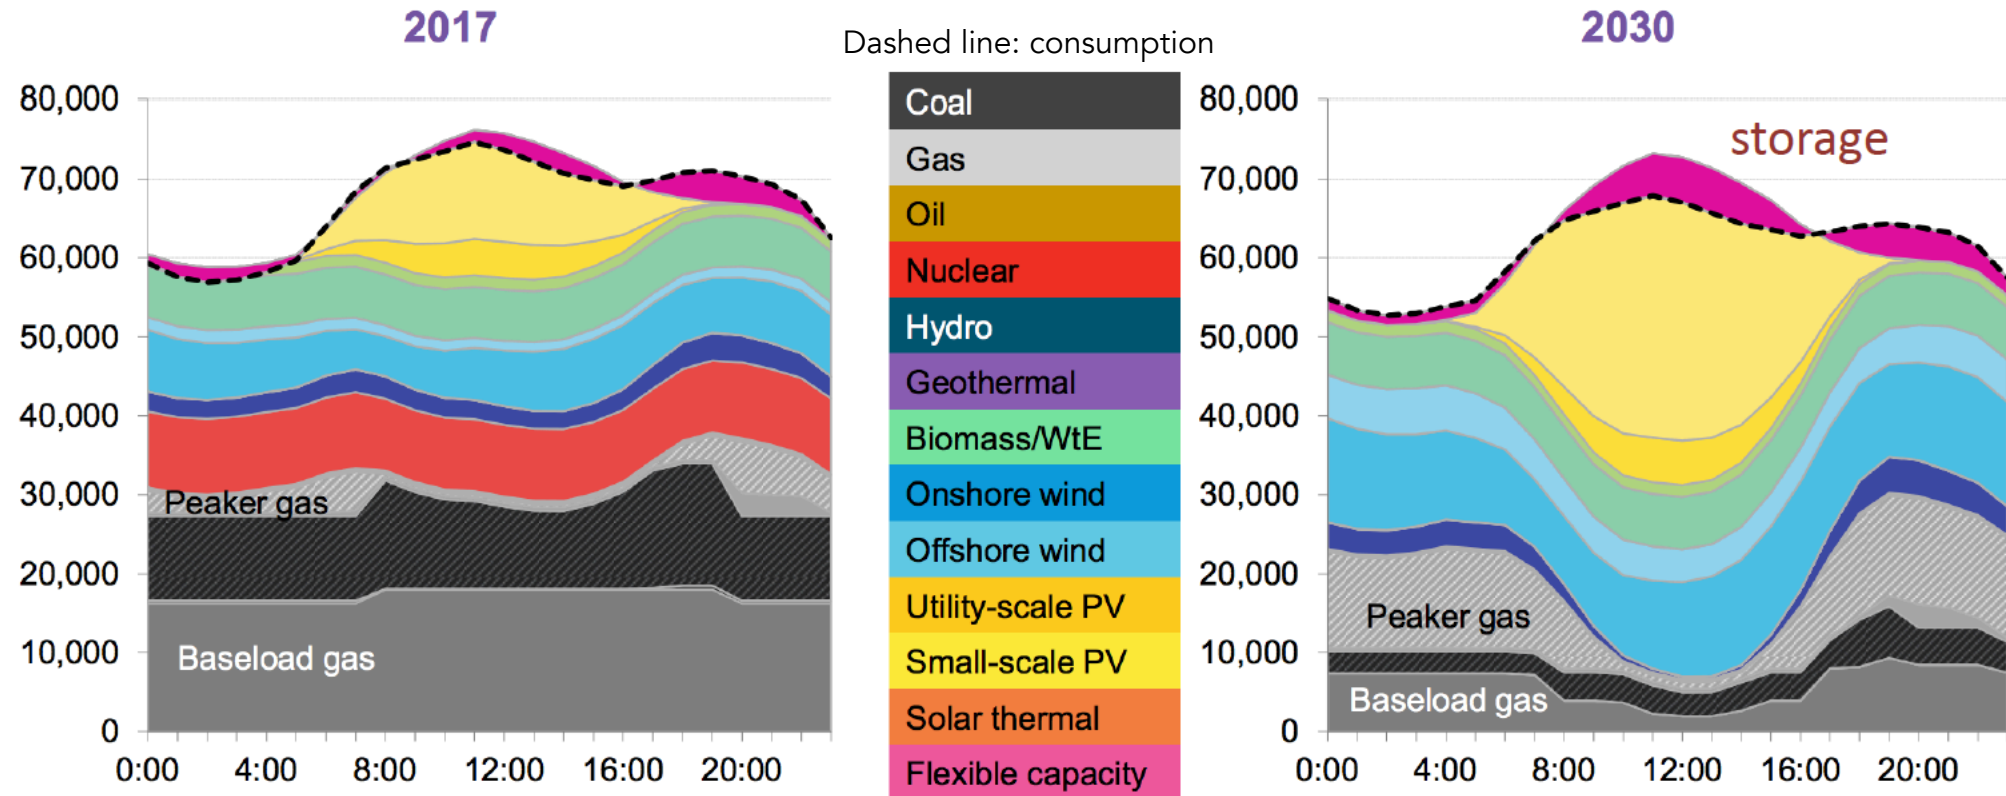 2017
Dashed line: consumption
2030
80,000
70,000
60,000
50,000
40,000
30,000
20,000
10,000
0
0:00 4:00 8:00 12:00 16:00 20:00
Peaker gas
Baseload gas
Coal
Gas
Oil
Nuclear
Hydro
Geothermal
Biomass/WtE
Onshore wind
Offshore wind
Utility-scale PV
Small-scale PV
Solar thermal
Flexible capacity
80,000
70,000
60,000
50,000
40,000
30,000
20,000
10,000
0
0:00 4:00 8:00 12:00 16:00 20:00
storage
Peaker gas
Baseload gas